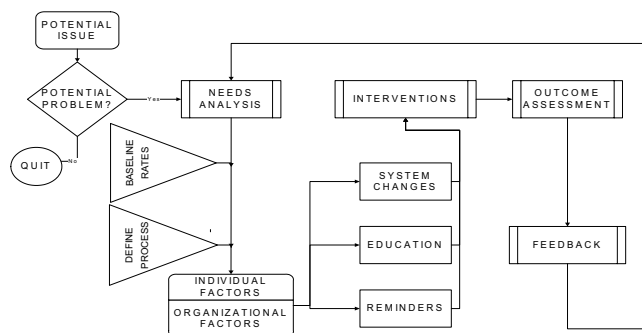 POTENTIAL
ISSUE
POTENTIAL
PROBLEM?
Yes
No
QUIT
NEEDS
ANALYSIS
BASELINE
RATES
DEFINE
PROCESS
INDIVIDUAL
FACTORS
ORGANIZATIONAL
FACTORS
INTERVENTIONS
SYSTEM
CHANGES
EDUCATION
REMINDERS
OUTCOME
ASSESSMENT
FEEDBACK